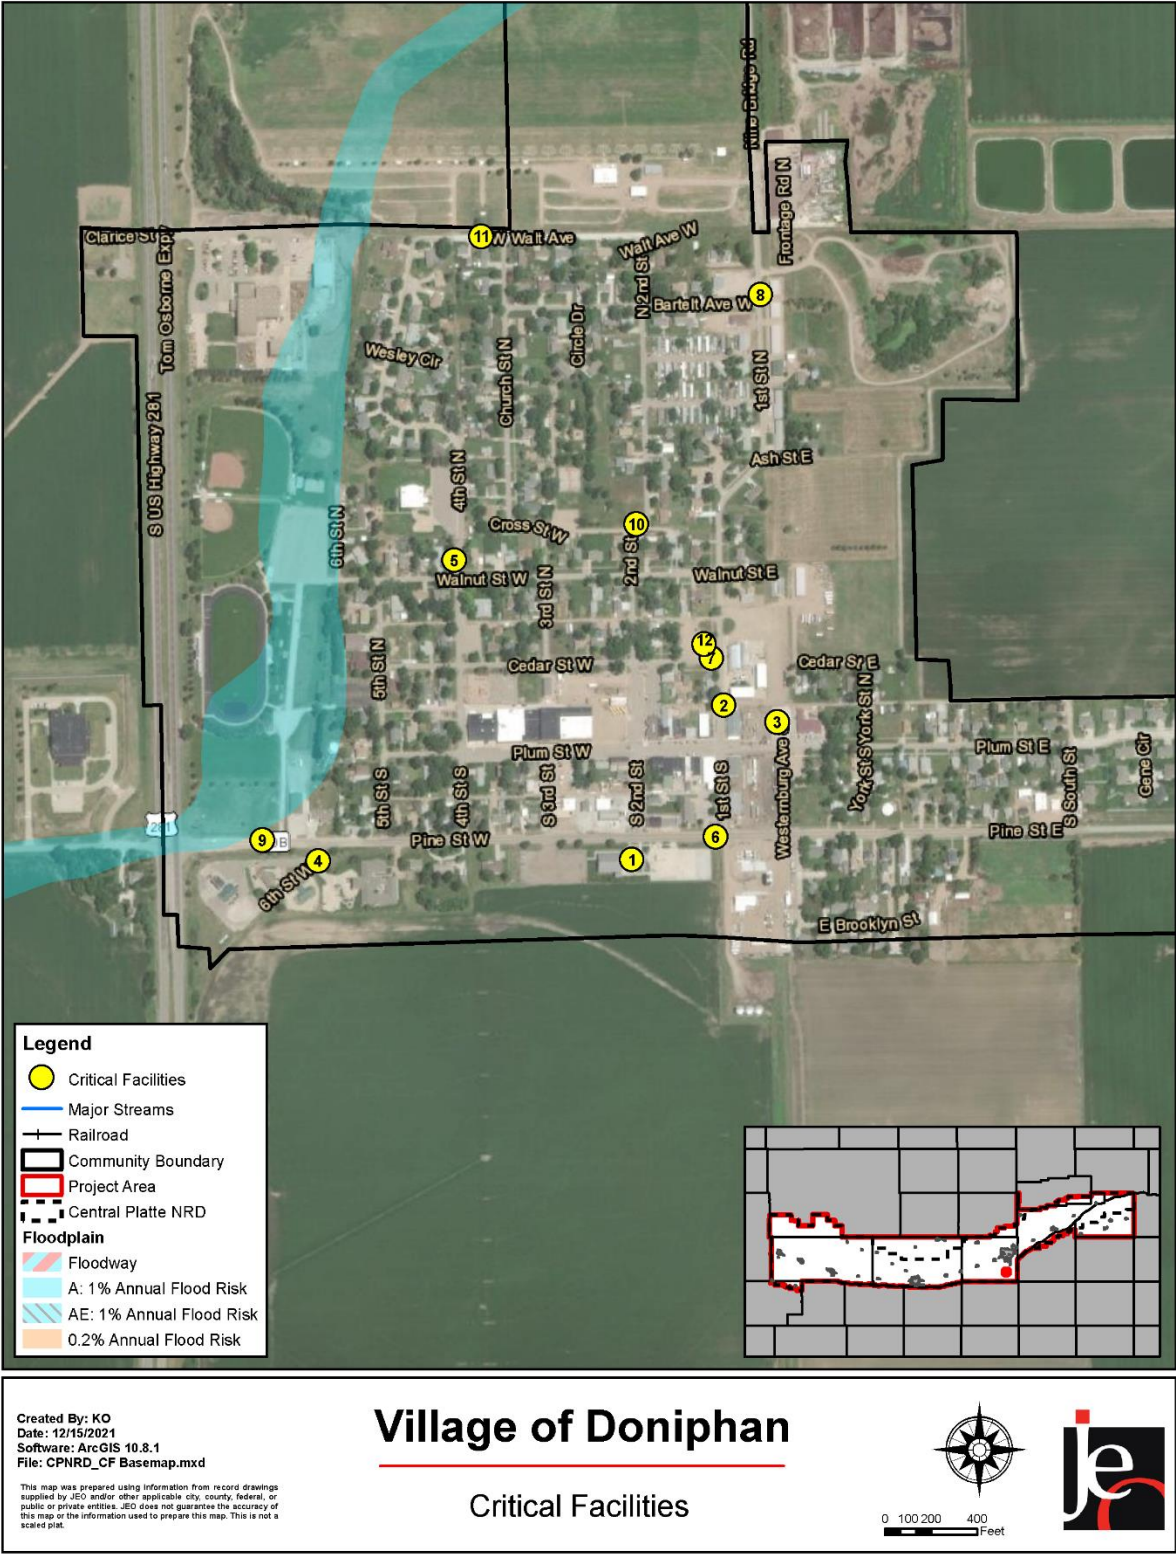 Nine Bridge Rd
Frontage Rd N
Clarice St
11
W Walt Ave
Walt Ave W
Tom Osborne Expy
N 2nd St
Bartelt Ave W
8
Wesley Cir
Church St N
Circle Dr
1st St N
S US Highway 281
4th St N
Ash St E
6th St N
Cross St W
10
5
Walnut St W
2nd St
Walnut St E
3rd St N
12
7
5th St N
Cedar St W
Cedar St E
2
3
York St S
York St N
Plum St W
Plum St E
Gene Cir
5th St S
4th St S
S 3rd St
S 2nd St
1st St S
Westernburg Ave
S South St
281
9
B
Pine St W
6
Pine St E
4
1
6th St W
E Brooklyn St
Legend
Critical Facilities
Major Streams
Railroad
Community Boundary
Project Area
Central Platte NRD
Floodplain
Floodway
A: 1% Annual Flood Risk
AE: 1% Annual Flood Risk
0.2% Annual Flood Risk
Created By: KO
Date: 12/15/2021
Software: ArcGIS 10.8.1
File: CPNRD_CF Basemap.mxd
This map was prepared using information from record drawings
supplied by JEO and/or other applicable city, county, federal, or
public or private entities. JEO does not guarantee the accuracy of
this map or the information used to prepare this map. This is not a
scaled plat.
Village of Doniphan
Critical Facilities
0 100 200 400
Feet
jeo